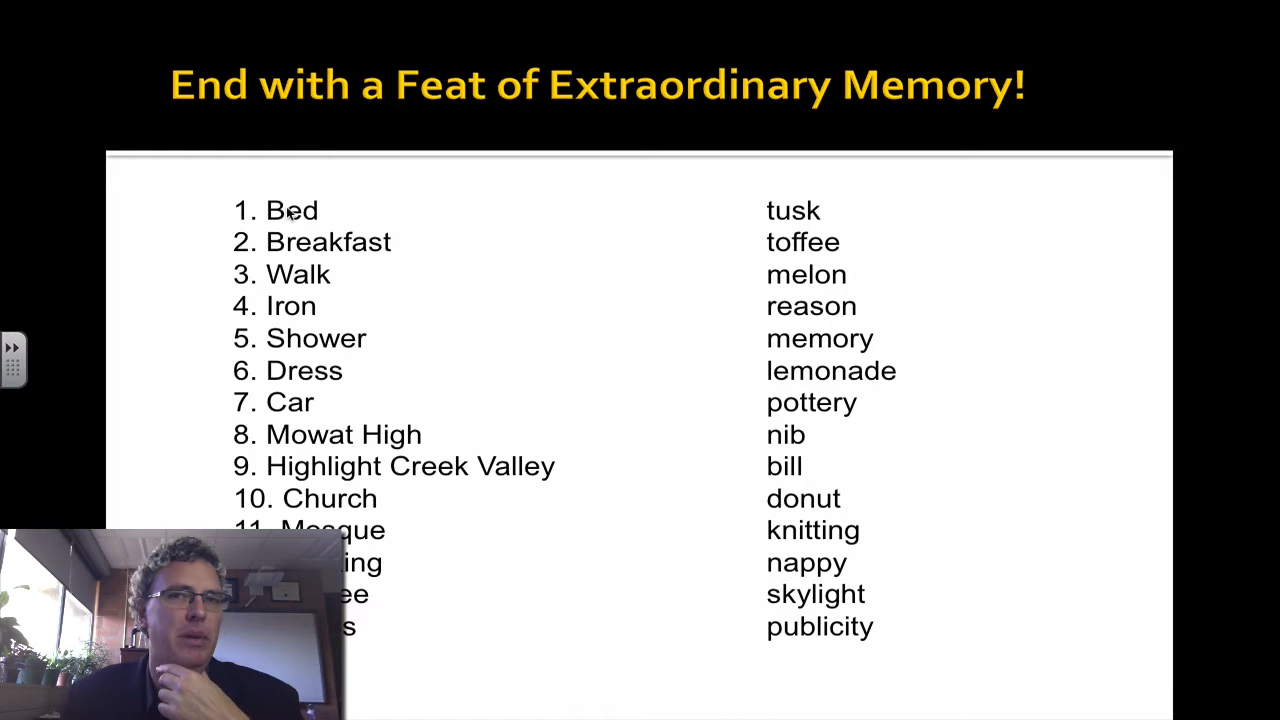 End with a Feat of Extraordinary Memory!
1. Bed tusk
2. Breakfast toffee
3. Walk melon
4. Iron reason
5. Shower memory
6. Dress lemonade
7. Car pottery
8. Mowat High nib
9. Highlight Creek Valley bill
10. Church donut
11. Mosque knitting
nappy
skylight
publicity